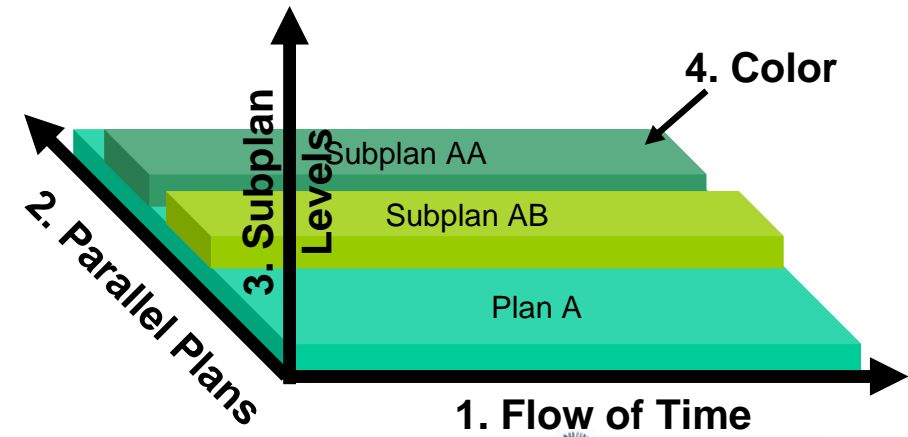 4. Color
3. Subplan
Levels
Subplan AA
Subplan AB
2. Parallel Plans
Plan A
1. Flow of Time